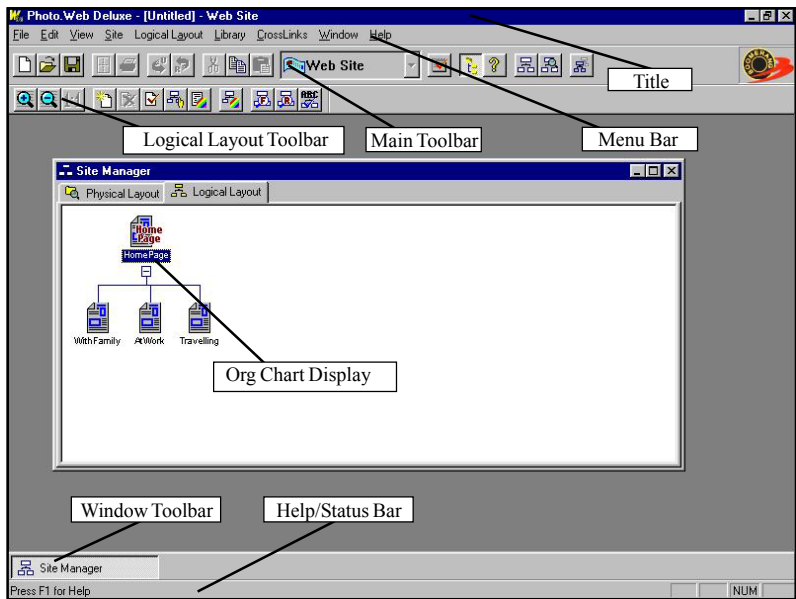 Photo.Web Deluxe - [Untitled] - Web Site
File Edit View Site Logical Layout Library CrossLinks Window Help
Web Site
Title
F R ABC
Logical Layout Toolbar
Main Toolbar
Menu Bar
Site Manager
Physical Layout Logical Layout
Home Page
HomePage
WithFamily AtWork Travelling
Org Chart Display
Window Toolbar
Help/Status Bar
Site Manager
Press F1 for Help
NUM